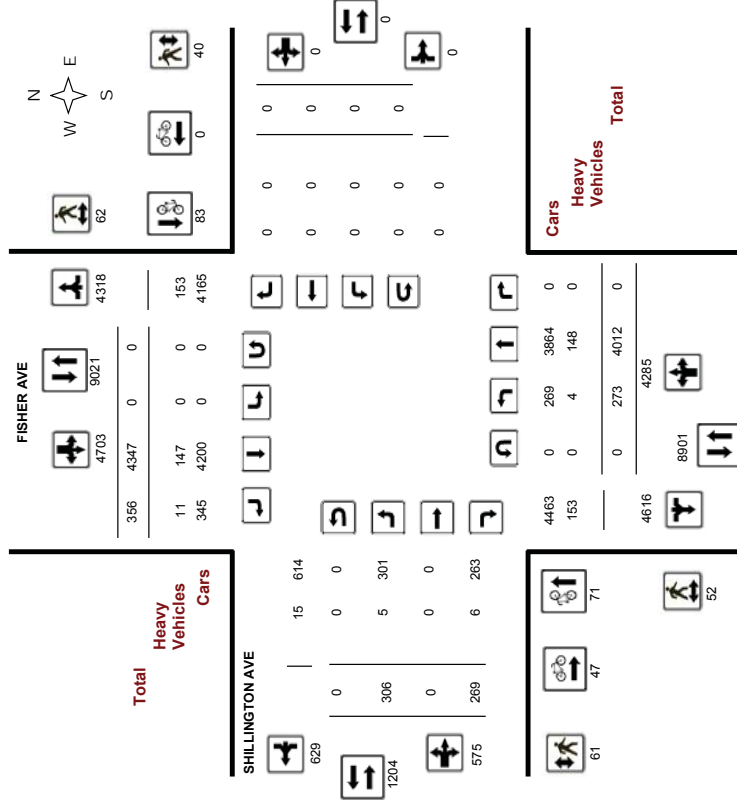 N
W E
S
FISHER AVE
62
40
83
0
4703
9021
4318
356 4347 0 0
11 147 0 0 153
345 4200 0 0 4165
Total
Heavy
Vehicles
Cars
SHILLINGTON AVE
629
1204
575
15 614
0 0 0
306 5 301
0 0 0
269 6 263
0
0
0
0 0 0
0 0 0
0 0 0
0 0 0
0 0
Cars
Heavy
Vehicles
Total
4463 0 269 3864 0
153 0 4 148 0
0 273 4012 0
4616
8901
4285
61
47
71
52